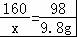 160/x = 98/9.8g